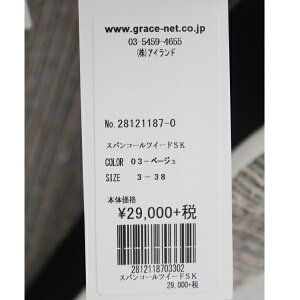 www.grace-net.co.jp
03-5459-4655
(株)アイランド
No.28121187-0
スパンコールツイードSK
COLOR 03-ベージュ
SIZE 3-38
本体価格
¥29,000+税
2812118703302
スパンコールツイードSK
29,000+税